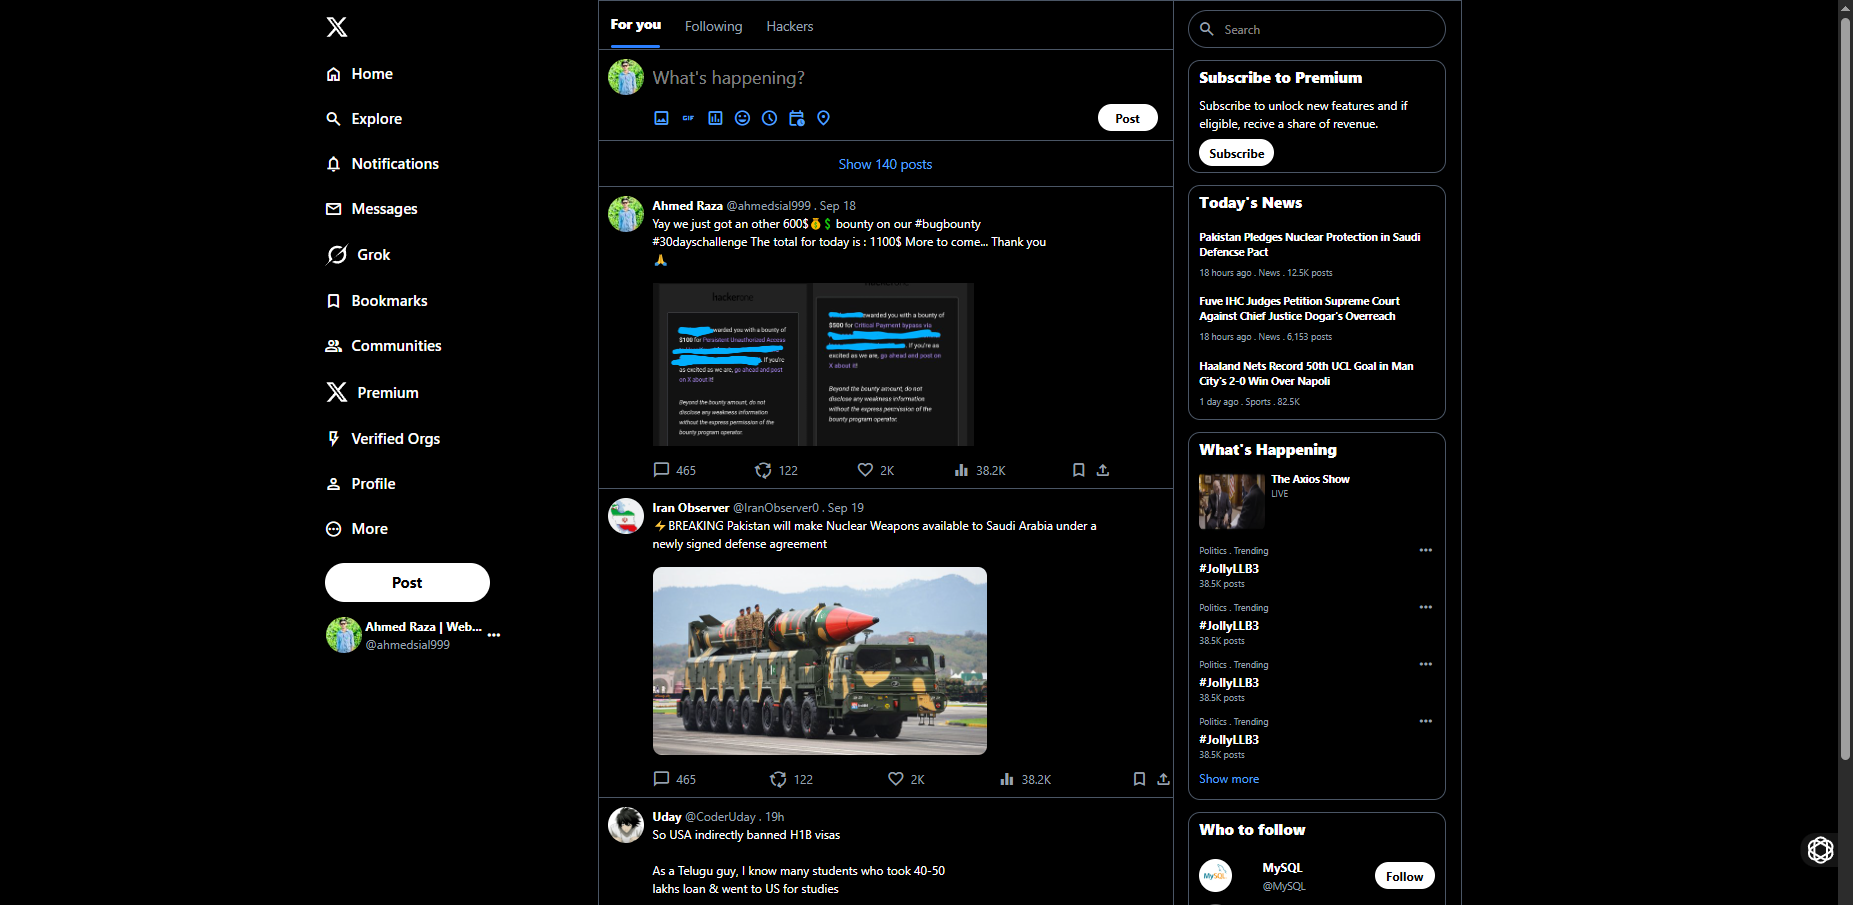 Home
Explore
Notifications
Messages
Grok
Bookmarks
Communities
Premium
Verified Orgs
Profile
More
Post
Ahmed Raza | Web...
@ahmedsial999
For you
Following
Hackers
What's happening?
GIF
Post
Show 140 posts
Ahmed Raza @ahmedsial999 . Sep 18
Yay we just got an other 600$💰💲 bounty on our #bugbounty
#30dayschallenge The total for today is : 1100$ More to come... Thank you
🙏
hackerone
warded you with a bounty of
$100 for Persistent Unauthorized Access
. If you're
as excited as we are, go ahead and post
on X about it!
Beyond the bounty amount, do not
disclose any weakness information
without the express permission of the
bounty program operator.
warded you with a bounty of
$500 for Critical Payment bypass via
. If you're as
excited as we are, go ahead and post on
X about it!
Beyond the bounty amount, do not
disclose any weakness information
without the express permission of the
bounty program operator.
465
122
2K
38.2K
Iran Observer @IranObserver0 . Sep 19
⚡BREAKING Pakistan will make Nuclear Weapons available to Saudi Arabia under a
newly signed defense agreement
465
122
2K
38.2K
Uday @CoderUday . 19h
So USA indirectly banned H1B visas
As a Telugu guy, I know many students who took 40-50
lakhs loan & went to US for studies
Search
Subscribe to Premium
Subscribe to unlock new features and if
eligible, recive a share of revenue.
Subscribe
Today's News
Pakistan Pledges Nuclear Protection in Saudi
Defencse Pact
18 hours ago . News . 12.5K posts
Fuve IHC Judges Petition Supreme Court
Against Chief Justice Dogar's Overreach
18 hours ago . News . 6,153 posts
Haaland Nets Record 50th UCL Goal in Man
City's 2-0 Win Over Napoli
1 day ago . Sports . 82.5K
What's Happening
The Axios Show
LIVE
Politics . Trending
#JollyLLB3
38.5K posts
Politics . Trending
#JollyLLB3
38.5K posts
Politics . Trending
#JollyLLB3
38.5K posts
Politics . Trending
#JollyLLB3
38.5K posts
Show more
Who to follow
MySQL
MySQL
@MySQL
Follow